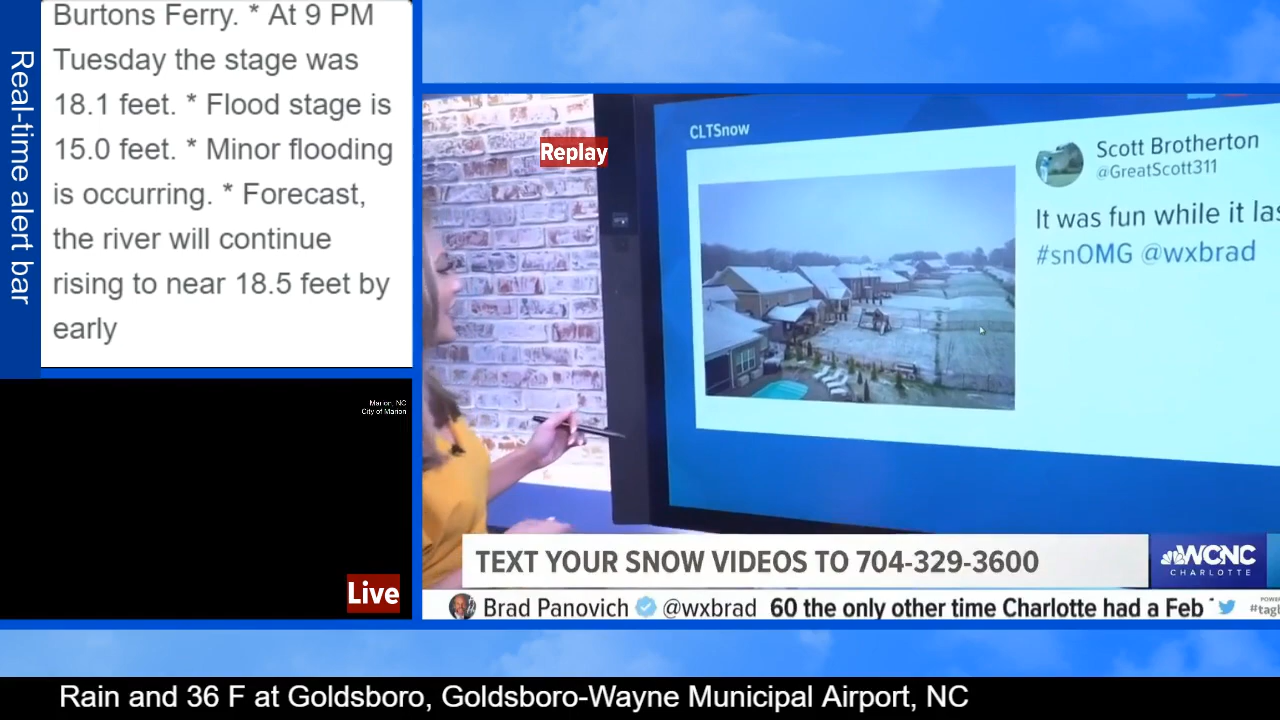 Real-time alert bar
Burtons Ferry. * At 9 PM
Tuesday the stage was
18.1 feet. * Flood stage is
15.0 feet. * Minor flooding
is occurring. * Forecast,
the river will continue
rising to near 18.5 feet by
early
Marion, NC
City of Marion
Live
Replay
CLTSnow
Scott Brotherton
@GreatScott311
It was fun while it las
#snOMG @wxbrad
TEXT YOUR SNOW VIDEOS TO 704-329-3600
WCNC
CHARLOTTE
Brad Panovich @wxbrad 60 the only other time Charlotte had a Feb
POWE
#tagb
Rain and 36 F at Goldsboro, Goldsboro-Wayne Municipal Airport, NC